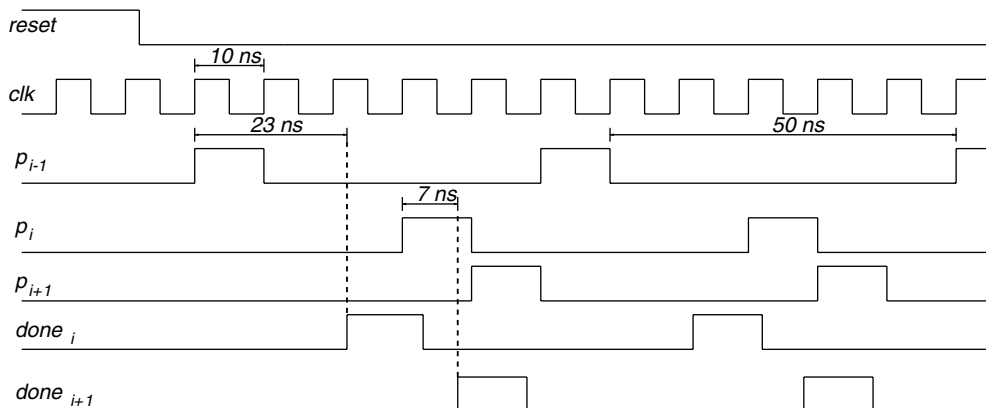 reset
10 ns
clk
23 ns
50 ns
p i-1
7 ns
p i
p i+1
done i
done i+1